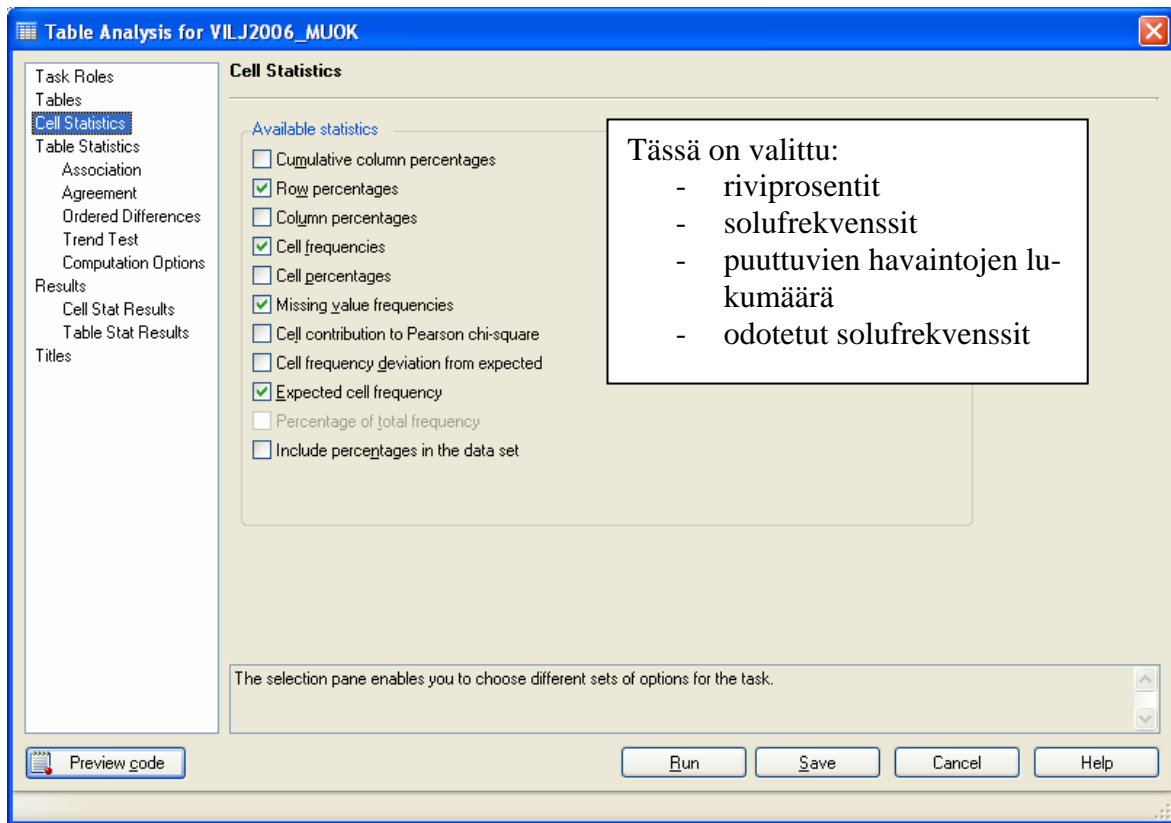 Table Analysis for VILJ2006_MUOK
Task Roles
Tables
Cell Statistics
Table Statistics
Association
Agreement
Ordered Differences
Trend Test
Computation Options
Results
Cell Stat Results
Table Stat Results
Titles
Cell Statistics
Available statistics
Cumulative column percentages
Row percentages
Column percentages
Cell frequencies
Cell percentages
Missing value frequencies
Cell contribution to Pearson chi-square
Cell frequency deviation from expected
Expected cell frequency
Percentage of total frequency
Include percentages in the data set
Tässä on valittu:
- riviprosentit
- solufrekvenssit
- puuttuvien havaintojen lu-
kumäärä
- odotetut solufrekvenssit
The selection pane enables you to choose different sets of options for the task.
Preview code
Run
Save
Cancel
Help